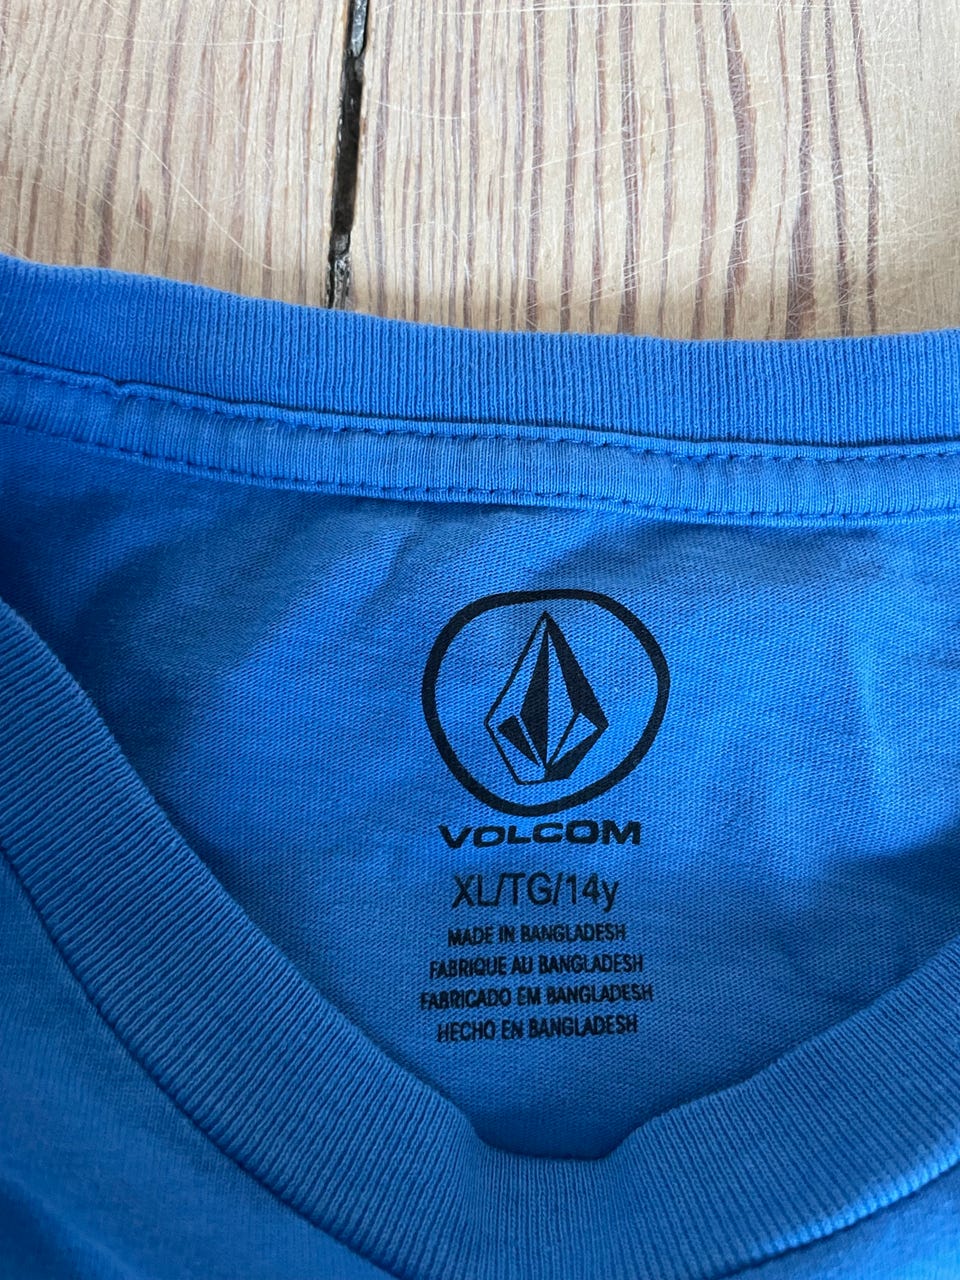 VOLCOM
XL/TG/14y
MADE IN BANGLADESH
FABRIQUE AU BANGLADESH
FABRICADO EM BANGLADESH
HECHO EN BANGLADESH